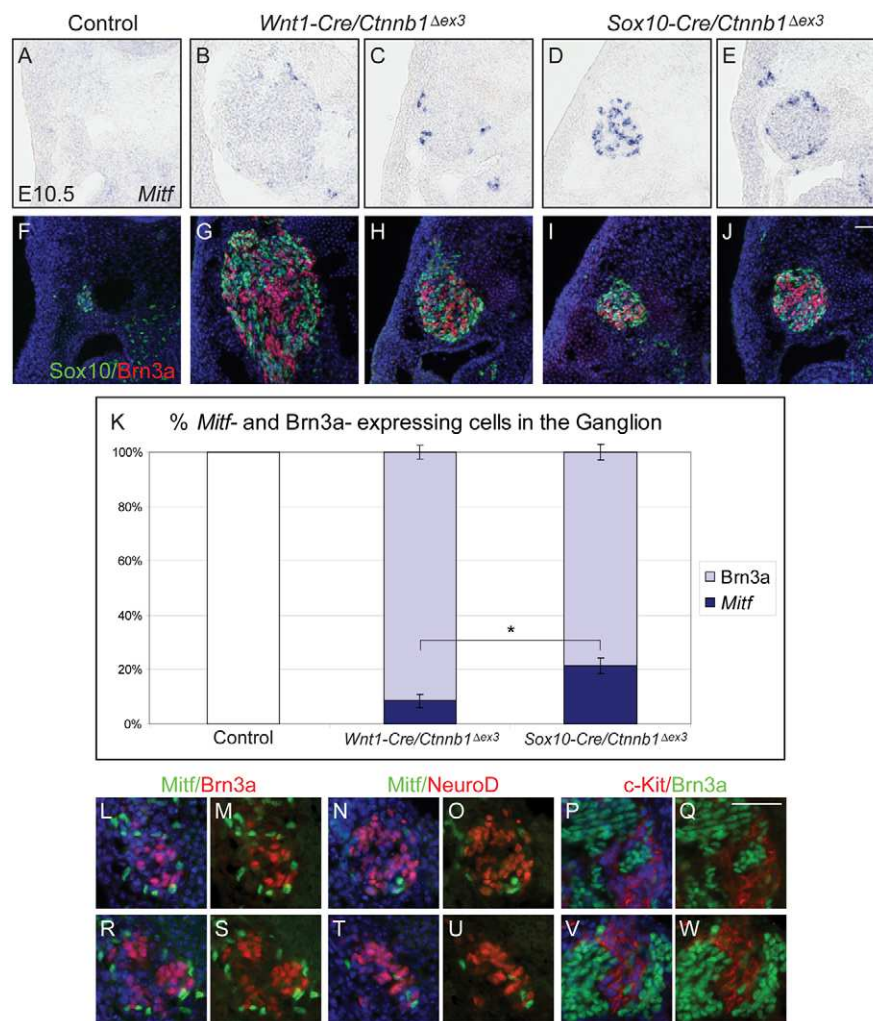 Control Wnt1-Cre/Ctnnb1Δex3 Sox10-Cre/Ctnnb1Δex3
A B C D E
E10.5 Mitf
F G H I J
Sox10/Brn3a
K % Mitf- and Brn3a- expressing cells in the Ganglion
100%
80%
60%
40%
20%
0%
*
Brn3a
Mitf
Control Wnt1-Cre/Ctnnb1Δex3 Sox10-Cre/Ctnnb1Δex3
Mitf/Brn3a Mitf/NeuroD c-Kit/Brn3a
L M N O P Q
R S T U V W